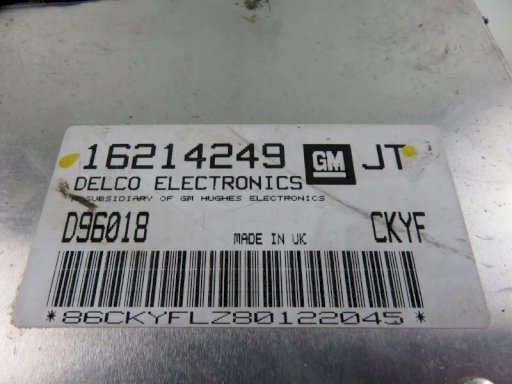 16214249 GM JT
DELCO ELECTRONICS
A SUBSIDIARY OF GM HUGHES ELECTRONICS
D96018 MADE IN UK CKYF
*86CKYFLZ80122045*